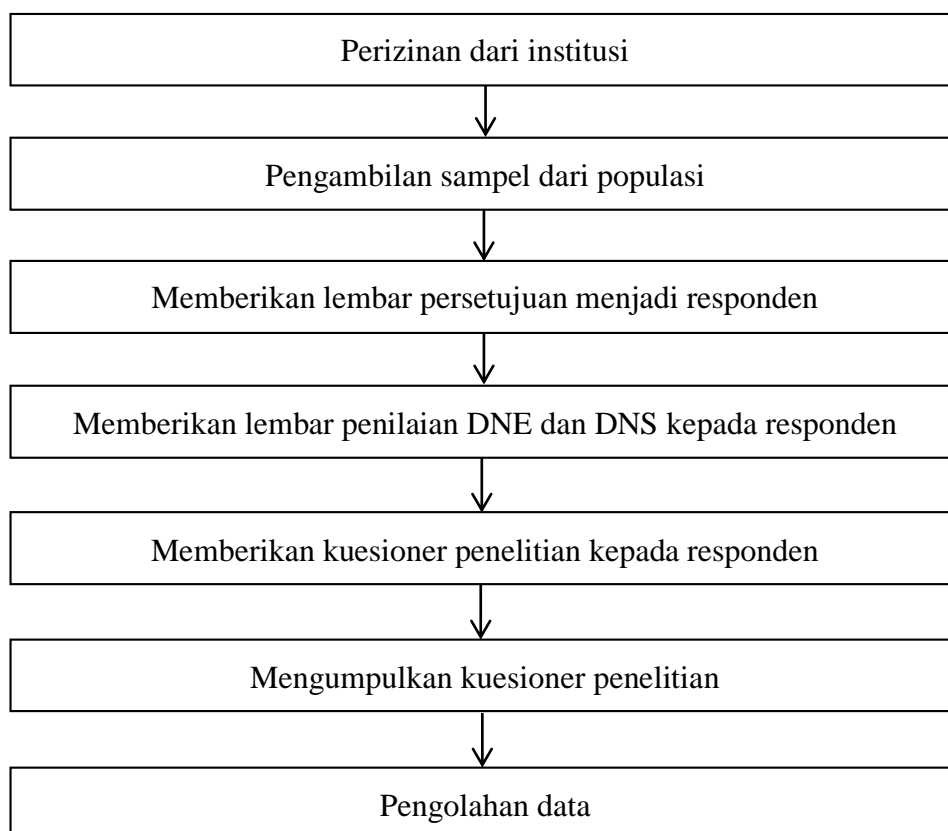 Perizinan dari institusi
Pengambilan sampel dari populasi
Memberikan lembar persetujuan menjadi responden
Memberikan lembar penilaian DNE dan DNS kepada responden
Memberikan kuesioner penelitian kepada responden
Mengumpulkan kuesioner penelitian
Pengolahan data